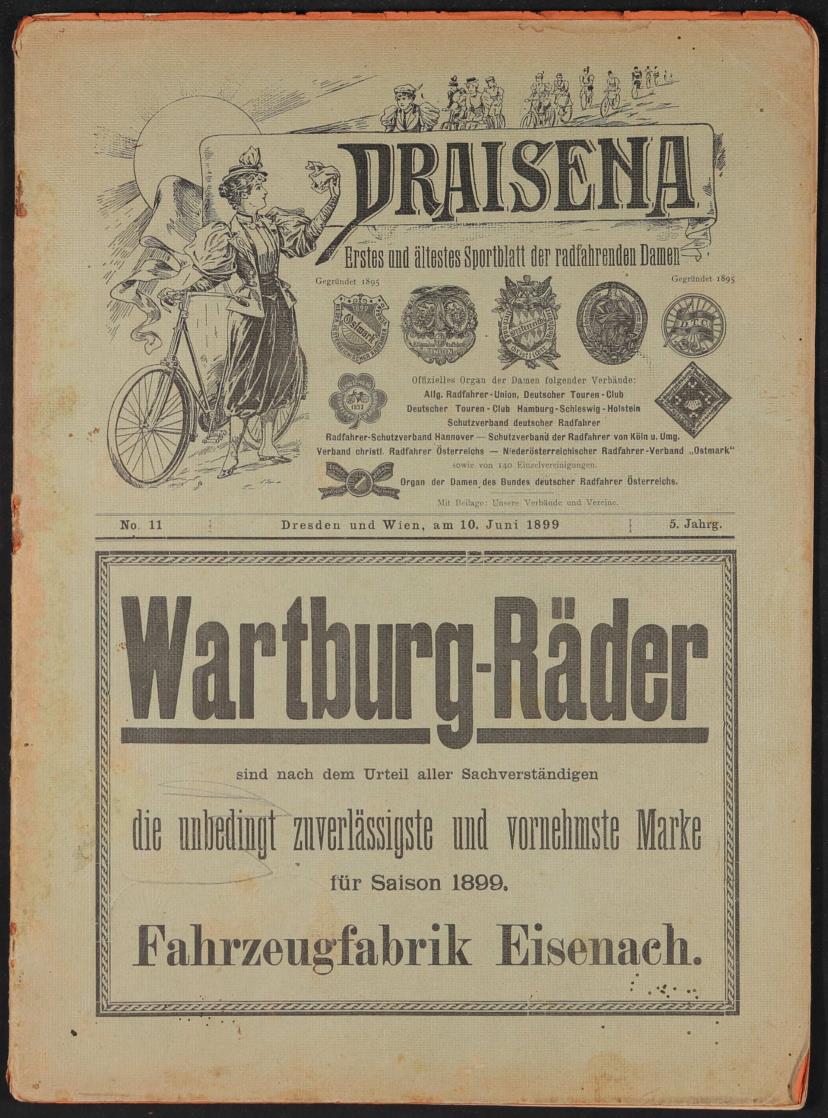 DRAISENA
Erstes und ältestes Sportblatt der radfahrenden Damen
Gegründet 1895
Gegründet 1895
Ostmark
1897
D.T.C.
Offizielles Organ der Damen folgender Verbände:
Allg. Radfahrer-Union, Deutscher Touren-Club
Deutscher Touren-Club Hamburg-Schleswig-Holstein
Schutzverband deutscher Radfahrer
Radfahrer-Schutzverband Hannover — Schutzverband der Radfahrer von Köln u. Umg.
Verband christl. Radfahrer Österreichs — Niederösterreichischer Radfahrer-Verband „Ostmark"
sowie von 140 Einzelvereinigungen.
Organ der Damen des Bundes deutscher Radfahrer Österreichs.
Mit Beilage: Unsere Verbände und Vereine.
No. 11 Dresden und Wien, am 10. Juni 1899 5. Jahrg.
Wartburg-Räder
sind nach dem Urteil aller Sachverständigen
die unbedingt zuverlässigste und vornehmste Marke
für Saison 1899.
Fahrzeugfabrik Eisenach.